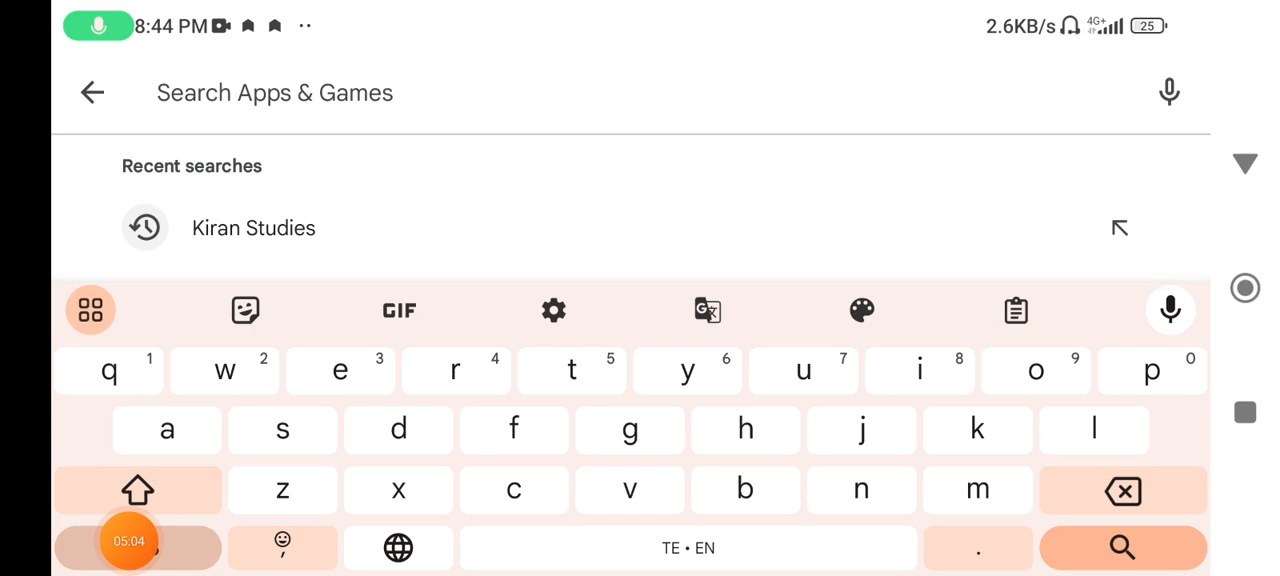 8:44 PM
2.6KB/s 4G+ 25
Search Apps & Games
Recent searches
Kiran Studies
GIF
q 1 w 2 e 3 r 4 t 5 y 6 u 7 i 8 o 9 p 0
a s d f g h j k l
z x c v b n m
05:04 , TE • EN .